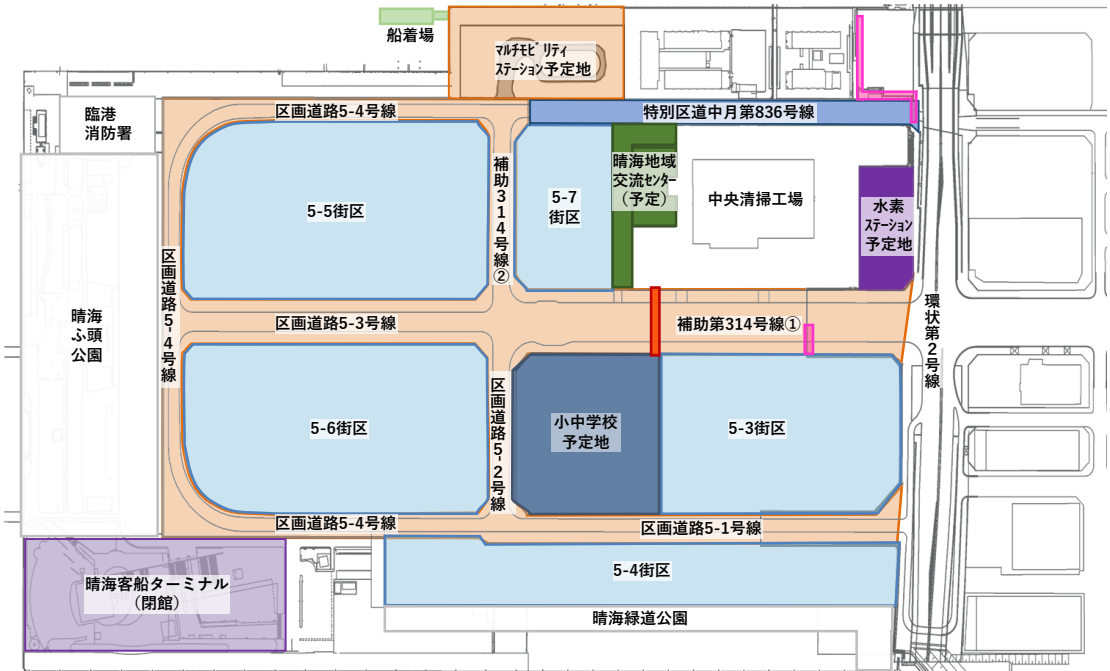 船着場
マルチモビリティ
ステーション予定地
臨港
消防署
区画道路5-4号線
特別区道中月第836号線
補助314号線②
5-5街区
5-7
街区
晴海地域
交流センター
(予定)
中央清掃工場
水素
ステーション
予定地
区画道路5-4号線
晴海
ふ頭
公園
区画道路5-3号線
補助第314号線①
環状第2号線
5-6街区
区画道路5-2号線
小中学校
予定地
5-3街区
区画道路5-4号線
区画道路5-1号線
5-4街区
晴海客船ターミナル
(閉館)
晴海緑道公園